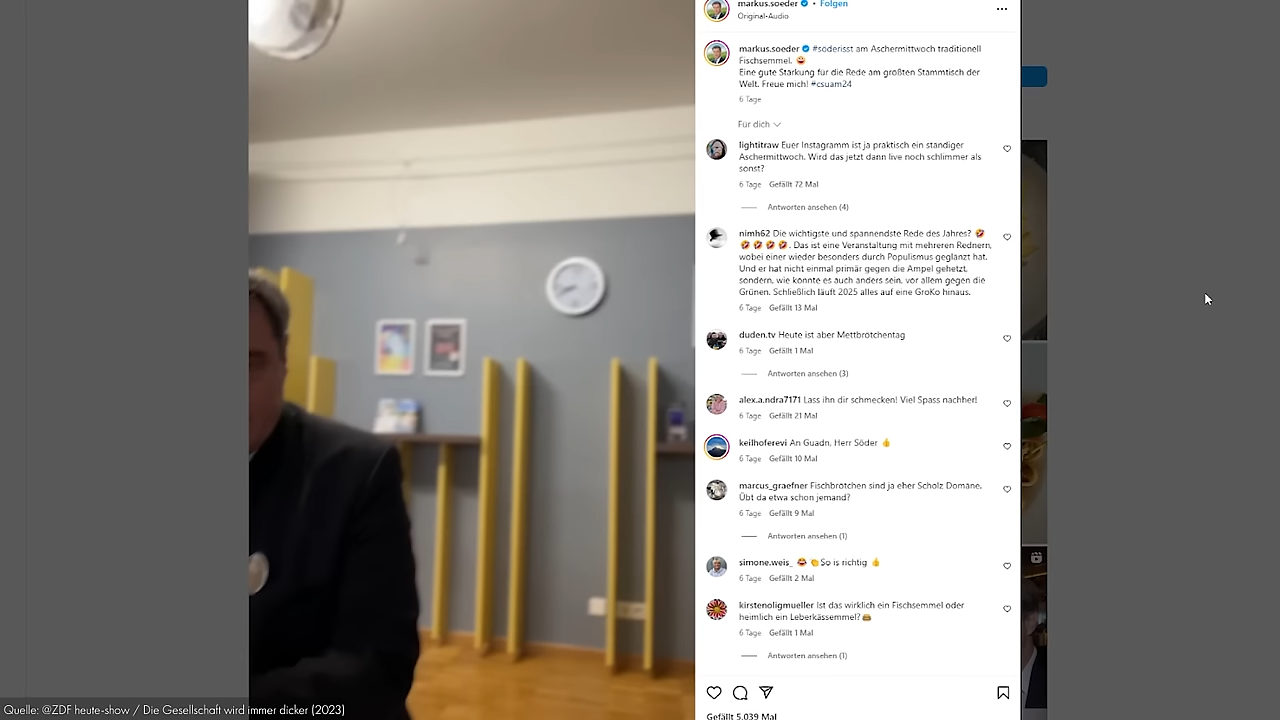 markus.soeder • Folgen
Original-Audio
markus.soeder #söderisst am Aschermittwoch traditionell
Fischsemmel. 😀
Eine gute Stärkung für die Rede am größten Stammtisch der
Welt. Freue mich! #csuam24
6 Tage
Für dich
lightitraw Euer Instagramm ist ja praktisch ein ständiger
Aschermittwoch. Wird das jetzt dann live noch schlimmer als
sonst?
6 Tage Gefällt 72 Mal
Antworten ansehen (4)
nimh62 Die wichtigste und spannendste Rede des Jahres? 🤣
🤣🤣🤣🤣. Das ist eine Veranstaltung mit mehreren Rednern,
wobei einer wieder besonders durch Populismus geglänzt hat.
Und er hat nicht einmal primär gegen die Ampel gehetzt,
sondern, wie könnte es auch anders sein, vor allem gegen die
Grünen. Schließlich läuft 2025 alles auf eine GroKo hinaus.
6 Tage Gefällt 13 Mal
duden.tv Heute ist aber Mettbrötchentag
6 Tage Gefällt 1 Mal
Antworten ansehen (3)
alex.a.ndra7171 Lass ihn dir schmecken! Viel Spass nachher!
6 Tage Gefällt 21 Mal
keilhoferevi An Guadn, Herr Söder 👍
6 Tage Gefällt 10 Mal
marcus_graefner Fischbrötchen sind ja eher Scholz Domäne.
Übt da etwa schon jemand?
6 Tage Gefällt 9 Mal
Antworten ansehen (1)
simone.weis_ 😂👏So is richtig 👍
6 Tage Gefällt 2 Mal
kirstenoligmueller Ist das wirklich ein Fischsemmel oder
heimlich ein Leberkässemmel?🍔
6 Tage Gefällt 1 Mal
Antworten ansehen (1)
Gefällt 5.039 Mal
Quelle: @ZDF heute-show / Die Gesellschaft wird immer dicker (2023)